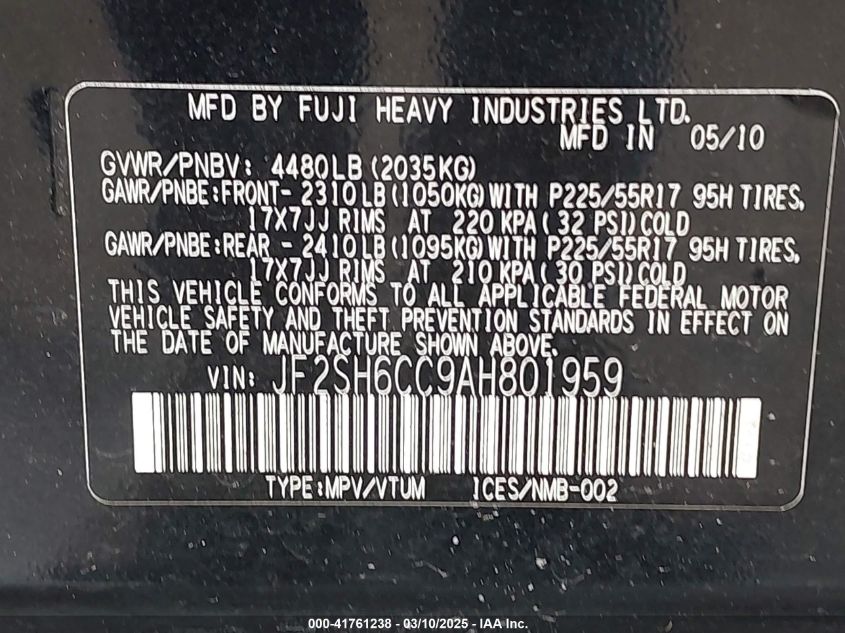 MFD BY FUJI HEAVY INDUSTRIES LTD.
MFD IN 05/10
GVWR/PNBV: 4480LB (2035KG)
GAWR/PNBE:FRONT- 2310LB(1050KG)WITH P225/55R17 95H TIRES,
17X7JJ RIMS AT 220 KPA( 32 PSI)COLD
GAWR/PNBE:REAR - 2410LB(1095KG)WITH P225/55R17 95H TIRES,
17X7JJ RIMS AT 210 KPA( 30 PSI)COLD
THIS VEHICLE CONFORMS TO ALL APPLICABLE FEDERAL MOTOR
VEHICLE SAFETY AND THEFT PREVENTION STANDARDS IN EFFECT ON
THE DATE OF MANUFACTURE SHOWN ABOVE.
VIN: JF2SH6CC9AH801959
TYPE:MPV/VTUM ICES/NMB-002
000-41761238 - 03/10/2025 - IAA Inc.